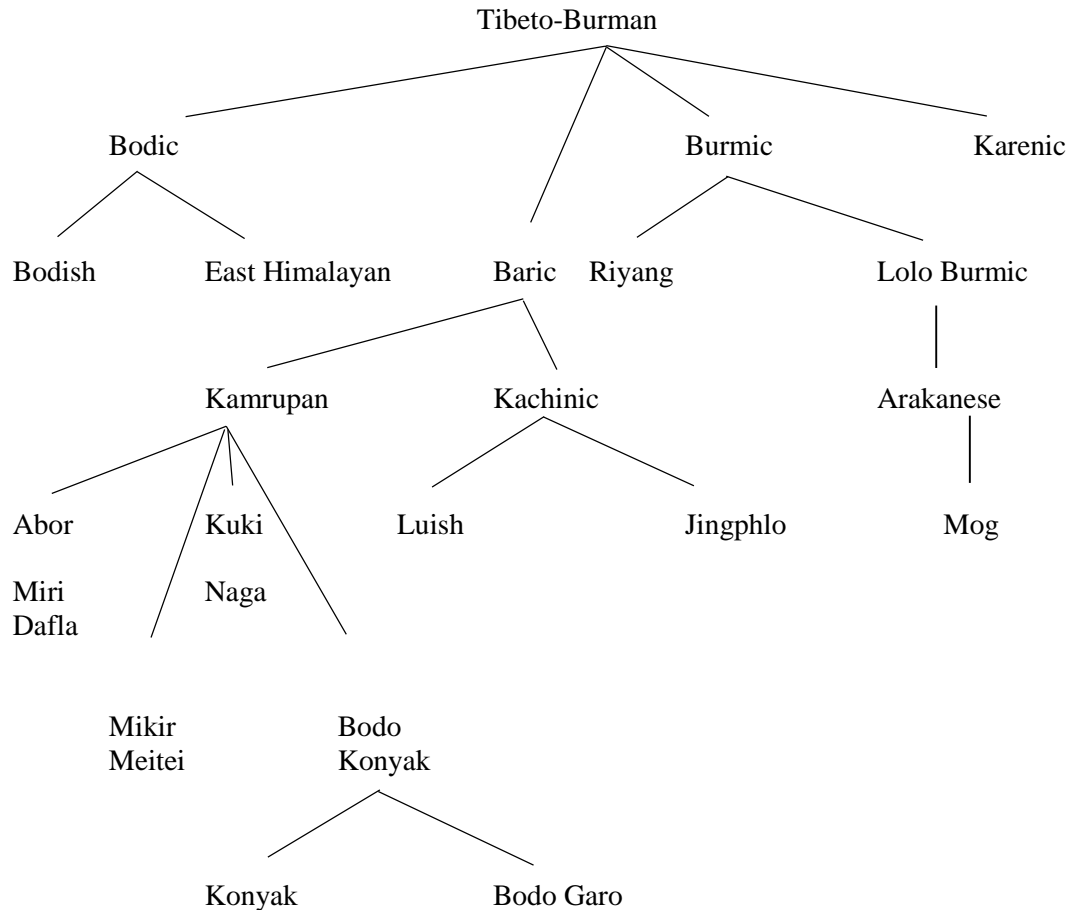 Tibeto-Burman
Bodic Burmic Karenic
Bodish East Himalayan Baric Riyang Lolo Burmic
Kamrupan Kachinic Arakanese
Abor Kuki Luish Jingphlo Mog
Miri Naga
Dafla
Mikir Bodo
Meitei Konyak
Konyak Bodo Garo